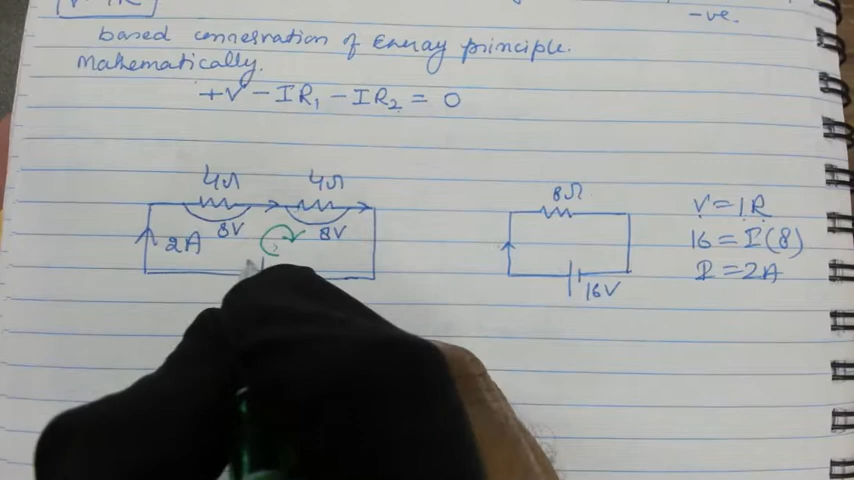 -ve.
based connesration of Energy principle.
Mathematically.
+V - IR₁ - IR₂ = 0
4Ω 4Ω
8V 8V
2A
8Ω
16V
V = IR
16 = I(8)
I = 2A